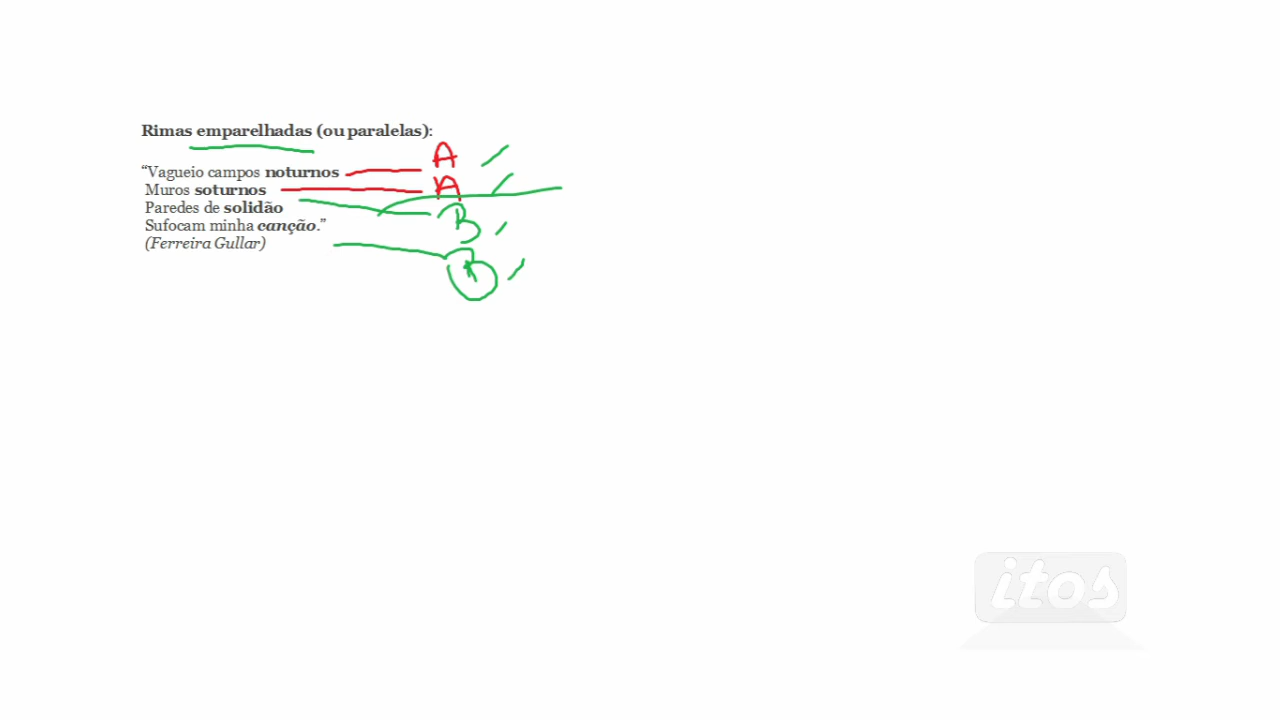 Rimas emparelhadas (ou paralelas):
“Vagueio campos noturnos A
Muros soturnos A
Paredes de solidão B
Sufocam minha canção.”
(Ferreira Gullar)
itos